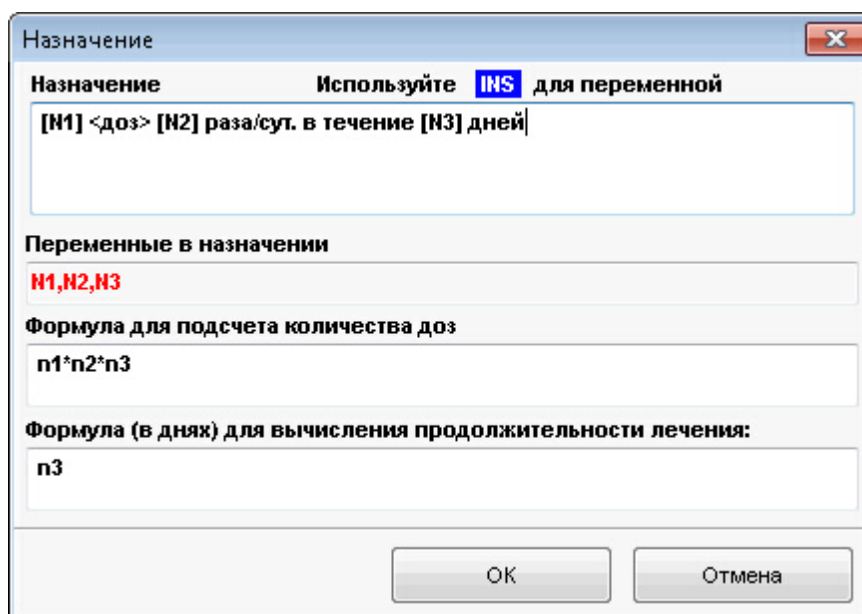 Назначение
Назначение Используйте INS для переменной
[N1] <доз> [N2] раза/сут. в течение [N3] дней
Переменные в назначении
N1,N2,N3
Формула для подсчета количества доз
n1*n2*n3
Формула (в днях) для вычисления продолжительности лечения:
n3
ОК Отмена